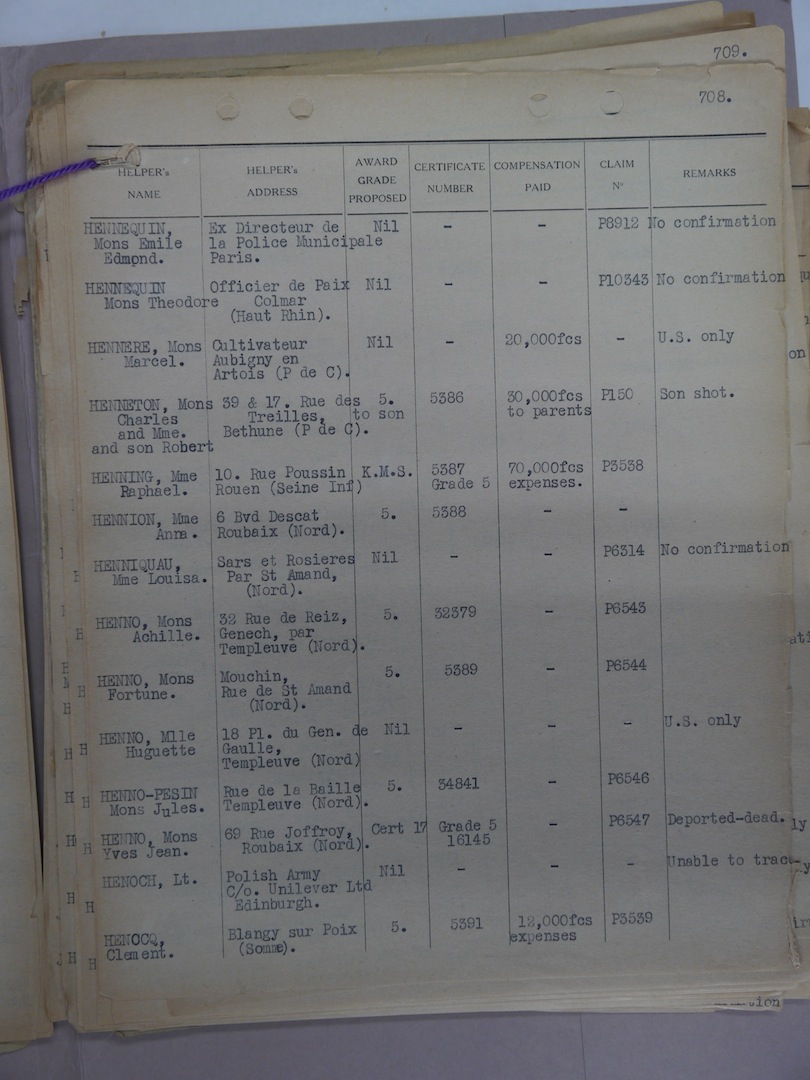 709.
708.
HELPER's NAME
HELPER's ADDRESS
AWARD GRADE PROPOSED
CERTIFICATE NUMBER
COMPENSATION PAID
CLAIM No
REMARKS
HENNEQUIN, Ex Directeur de Nil - - P8912 No confirmation
Mons Emile la Police Municipale
Edmond. Paris.
HENNEQUIN Officier de Paix Nil - - P10343 No confirmation
Mons Theodore Colmar
(Haut Rhin).
HENNERE, Mons Cultivateur Nil - 20,000fcs - U.S. only
Marcel. Aubigny en
Artois (P de C).
HENNETON, Mons 39 & 17. Rue des 5. 5386 30,000fcs P150 Son shot.
Charles Treilles, to son to parents
and Mme. Bethune (P de C).
and son Robert
HENNING, Mme 10. Rue Poussin K.M.S. 5387 70,000fcs P3538
Raphael. Rouen (Seine Inf) Grade 5 expenses.
HENNION, Mme 6 Bvd Descat 5. 5388 - -
Anna. Roubaix (Nord).
HENNIQUAU, Sars et Rosieres Nil - - P6314 No confirmation
Mme Louisa. Par St Amand,
(Nord).
HENNO, Mons 32 Rue de Reiz, 5. 32379 - P6543
Achille. Genech, par
Templeuve (Nord).
HENNO, Mons Mouchin, 5. 5389 - P6544
Fortune. Rue de St Amand
(Nord).
HENNO, Mlle 18 Pl. du Gen. de Nil - - - U.S. only
Huguette Gaulle,
Templeuve (Nord)
HENNO-PESIN Rue de la Baille 5. 34841 - P6546
Mons Jules. Templeuve (Nord).
HENNO, Mons 69 Rue Joffroy, Cert 17 Grade 5 - P6547 Deported-dead.
Yves Jean. Roubaix (Nord). 16145
HENOCH, Lt. Polish Army Nil - - - Unable to trac
C/o. Unilever Ltd
Edinburgh.
HENOCQ, Blangy sur Poix 5. 5391 12,000fcs P3539
Clement. (Somme). expenses